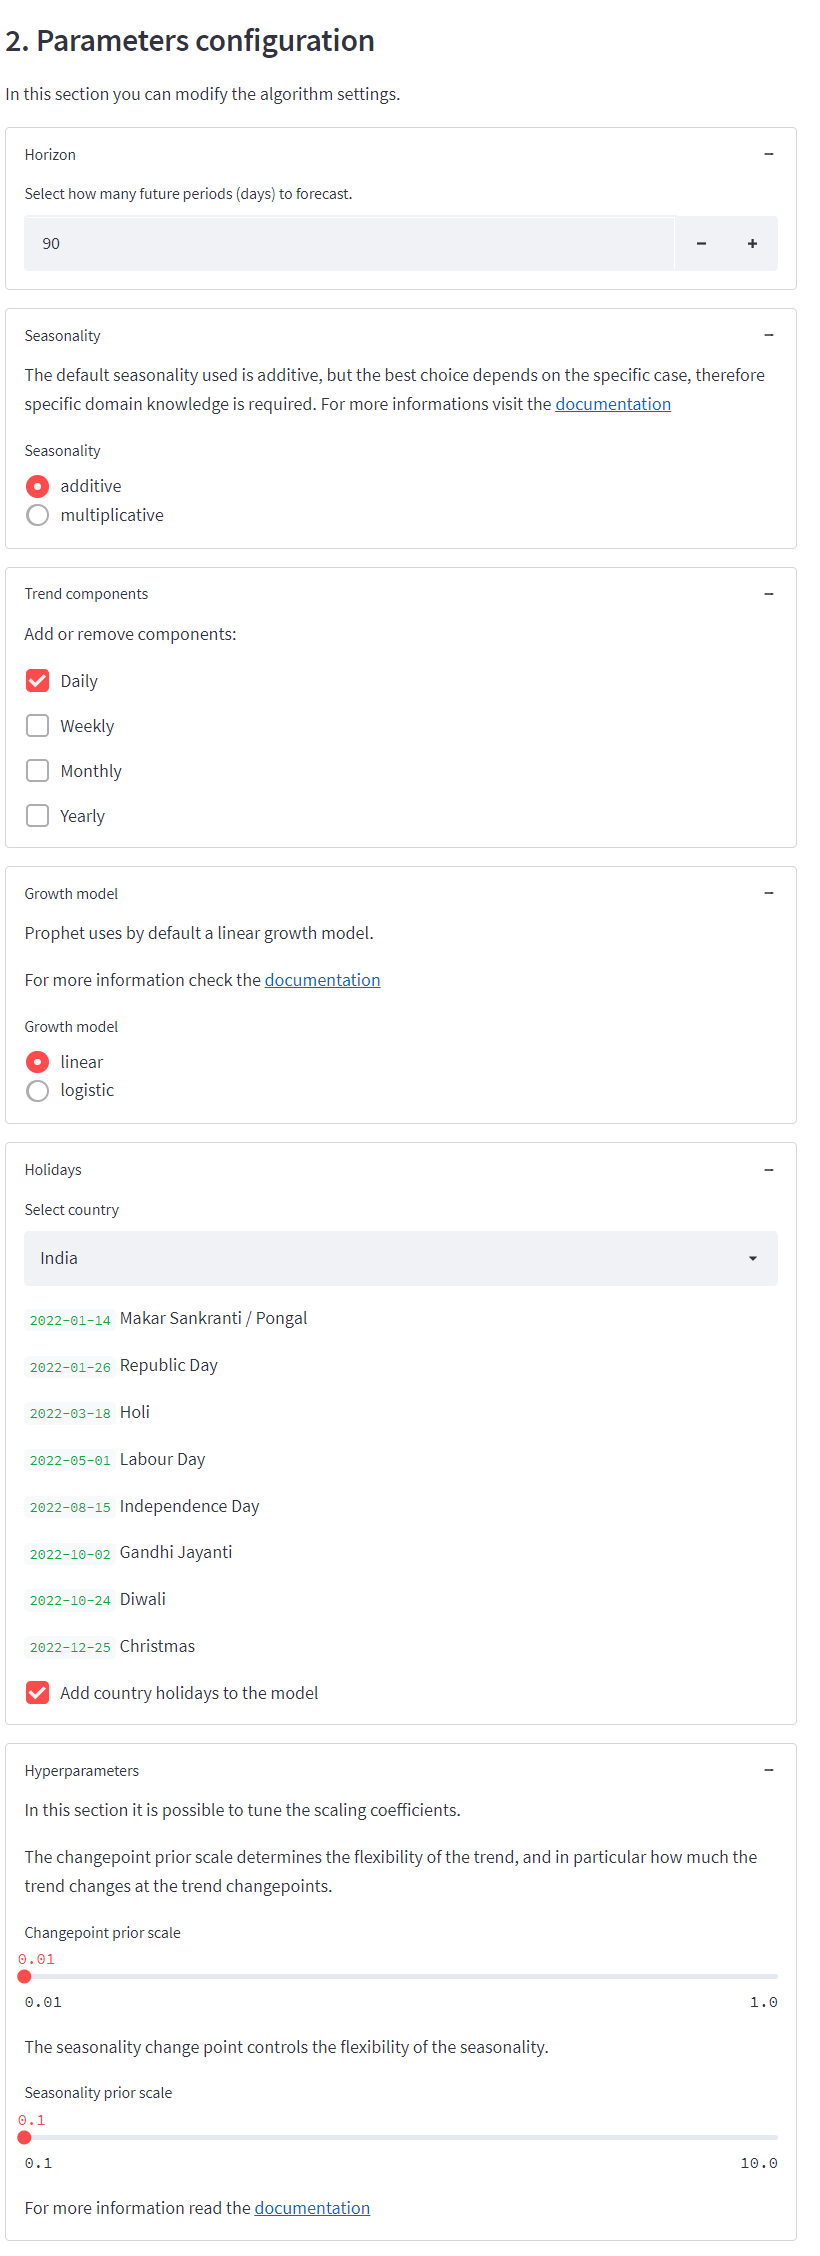 2. Parameters configuration
In this section you can modify the algorithm settings.
Horizon
Select how many future periods (days) to forecast.
90
Seasonality
The default seasonality used is additive, but the best choice depends on the specific case, therefore
specific domain knowledge is required. For more informations visit the documentation
Seasonality
additive
multiplicative
Trend components
Add or remove components:
Daily
Weekly
Monthly
Yearly
Growth model
Prophet uses by default a linear growth model.
For more information check the documentation
Growth model
linear
logistic
Holidays
Select country
India
2022-01-14 Makar Sankranti / Pongal
2022-01-26 Republic Day
2022-03-18 Holi
2022-05-01 Labour Day
2022-08-15 Independence Day
2022-10-02 Gandhi Jayanti
2022-10-24 Diwali
2022-12-25 Christmas
Add country holidays to the model
Hyperparameters
In this section it is possible to tune the scaling coefficients.
The changepoint prior scale determines the flexibility of the trend, and in particular how much the
trend changes at the trend changepoints.
Changepoint prior scale
0.01
0.01 1.0
The seasonality change point controls the flexibility of the seasonality.
Seasonality prior scale
0.1
0.1 10.0
For more information read the documentation